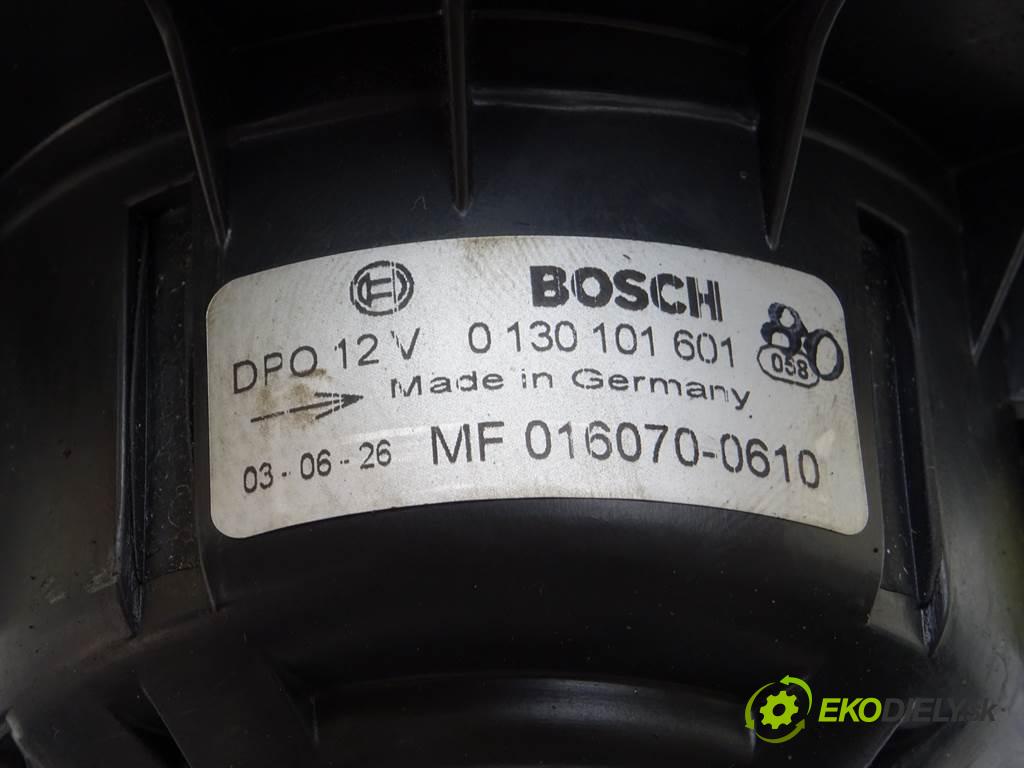 BOSCH
DPO 12 V 0 130 101 601
058
80
Made in Germany
03-06-26 MF 016070-0610
EKODIELY.sk